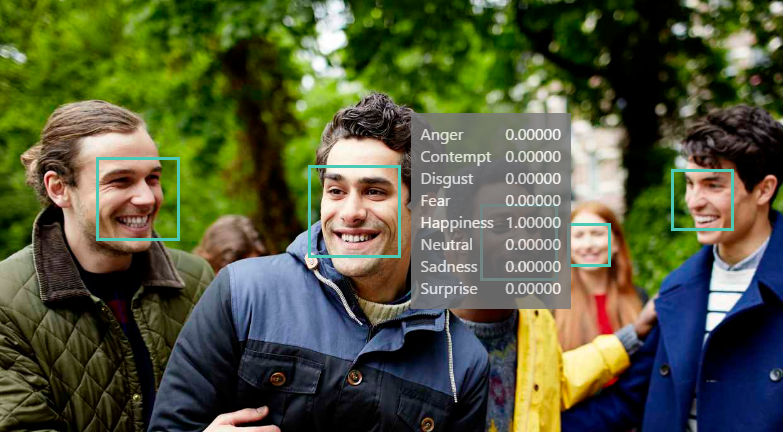 Anger 0.00000
Contempt 0.00000
Disgust 0.00000
Fear 0.00000
Happiness 1.00000
Neutral 0.00000
Sadness 0.00000
Surprise 0.00000